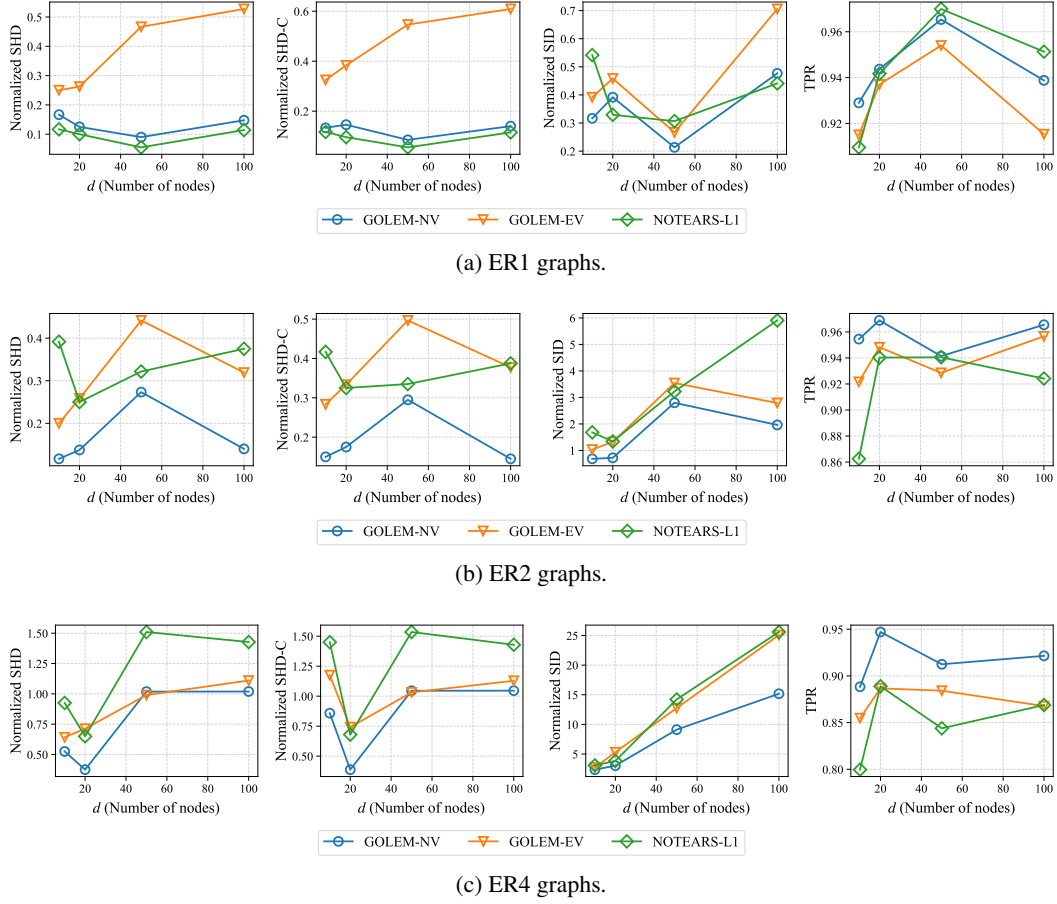 Normalized SHD
0.5
0.4
0.3
0.2
0.1
20 40 60 80 100
d (Number of nodes)
Normalized SHD-C
0.6
0.4
0.2
20 40 60 80 100
d (Number of nodes)
Normalized SID
0.7
0.6
0.5
0.4
0.3
0.2
20 40 60 80 100
d (Number of nodes)
TPR
0.96
0.94
0.92
20 40 60 80 100
d (Number of nodes)
GOLEM-NV GOLEM-EV NOTEARS-L1
(a) ER1 graphs.
Normalized SHD
0.4
0.3
0.2
20 40 60 80 100
d (Number of nodes)
Normalized SHD-C
0.5
0.4
0.3
0.2
20 40 60 80 100
d (Number of nodes)
Normalized SID
6
5
4
3
2
1
20 40 60 80 100
d (Number of nodes)
TPR
0.96
0.94
0.92
0.90
0.88
0.86
20 40 60 80 100
d (Number of nodes)
GOLEM-NV GOLEM-EV NOTEARS-L1
(b) ER2 graphs.
Normalized SHD
1.50
1.25
1.00
0.75
0.50
20 40 60 80 100
d (Number of nodes)
Normalized SHD-C
1.50
1.25
1.00
0.75
0.50
20 40 60 80 100
d (Number of nodes)
Normalized SID
25
20
15
10
5
20 40 60 80 100
d (Number of nodes)
TPR
0.95
0.90
0.85
0.80
20 40 60 80 100
d (Number of nodes)
GOLEM-NV GOLEM-EV NOTEARS-L1
(c) ER4 graphs.